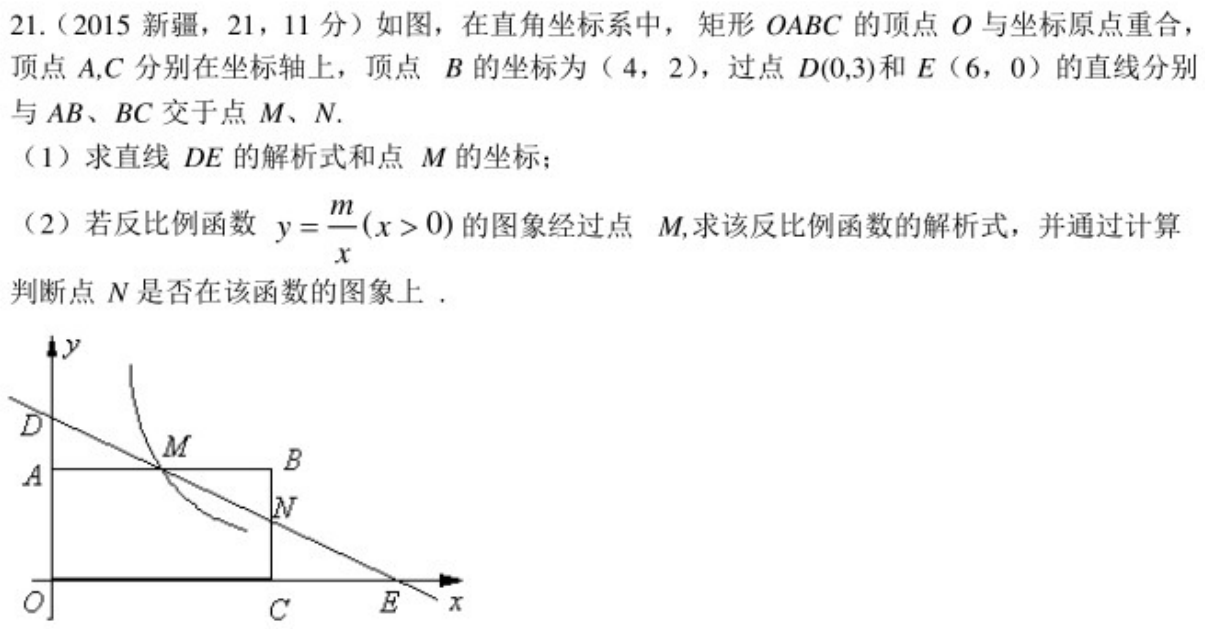 21.（2015 新疆，21，11 分）如图，在直角坐标系中， 矩形 OABC 的顶点 O 与坐标原点重合，
顶点 A,C 分别在坐标轴上，顶点 B 的坐标为（ 4，2），过点 D(0,3)和 E（6，0）的直线分别
与 AB、BC 交于点 M、N.
（1）求直线 DE 的解析式和点 M 的坐标；
（2）若反比例函数 y = m/x (x > 0) 的图象经过点 M,求该反比例函数的解析式，并通过计算
判断点 N 是否在该函数的图象上 .
y
D
M
A
B
N
O
C
E
x